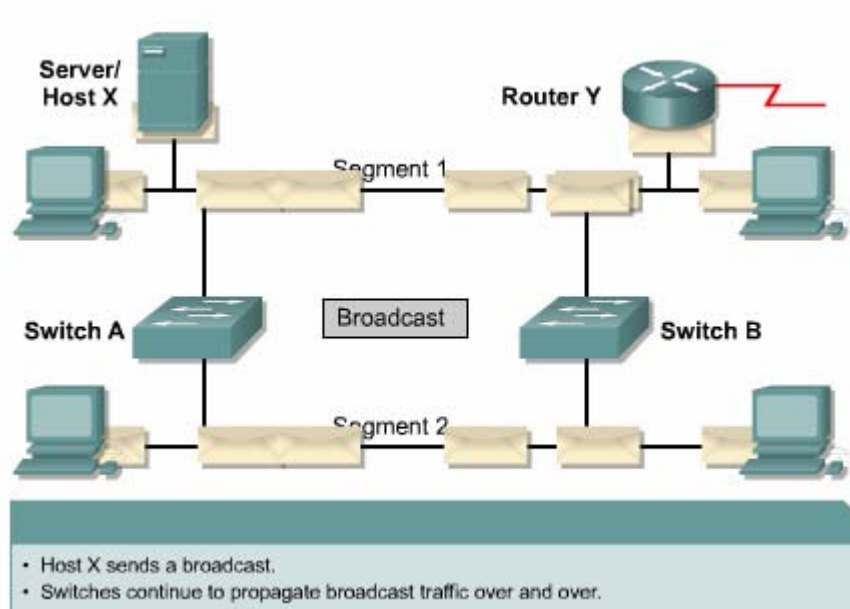 Server/
Host X
Router Y
Segment 1
Switch A
Broadcast
Switch B
Segment 2
• Host X sends a broadcast.
• Switches continue to propagate broadcast traffic over and over.